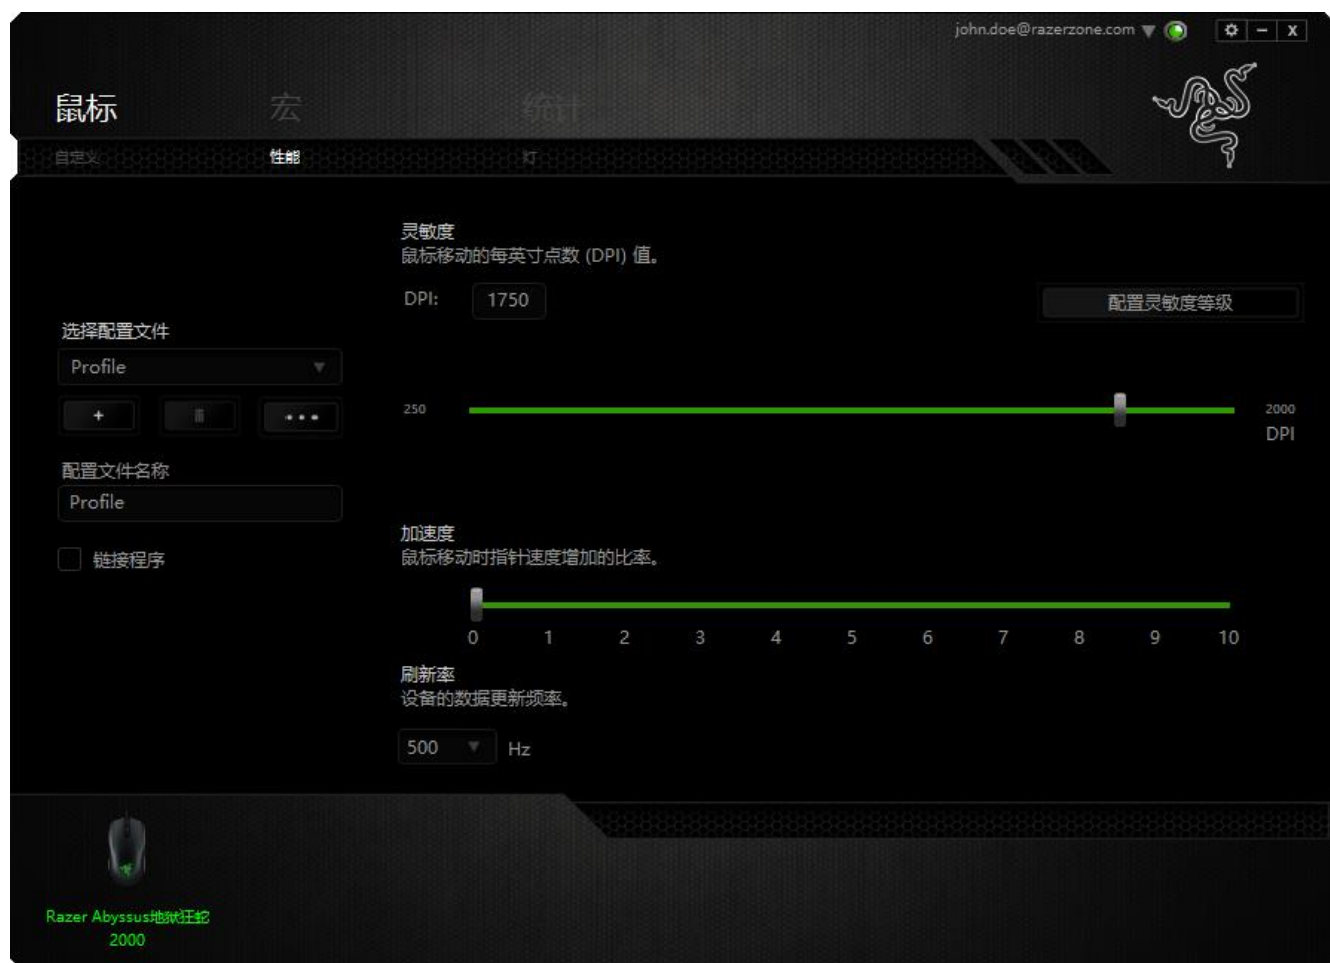 john.doe@razerzone.com
鼠标 宏 统计
自定义 性能 灯
灵敏度
鼠标移动的每英寸点数 (DPI) 值。
DPI: 1750 配置灵敏度等级
选择配置文件
Profile
250 2000
DPI
配置文件名称
Profile
加速度
鼠标移动时指针速度增加的比率。
链接程序
0 1 2 3 4 5 6 7 8 9 10
刷新率
设备的数据更新频率。
500 Hz
Razer Abyssus地狱狂蛇
2000